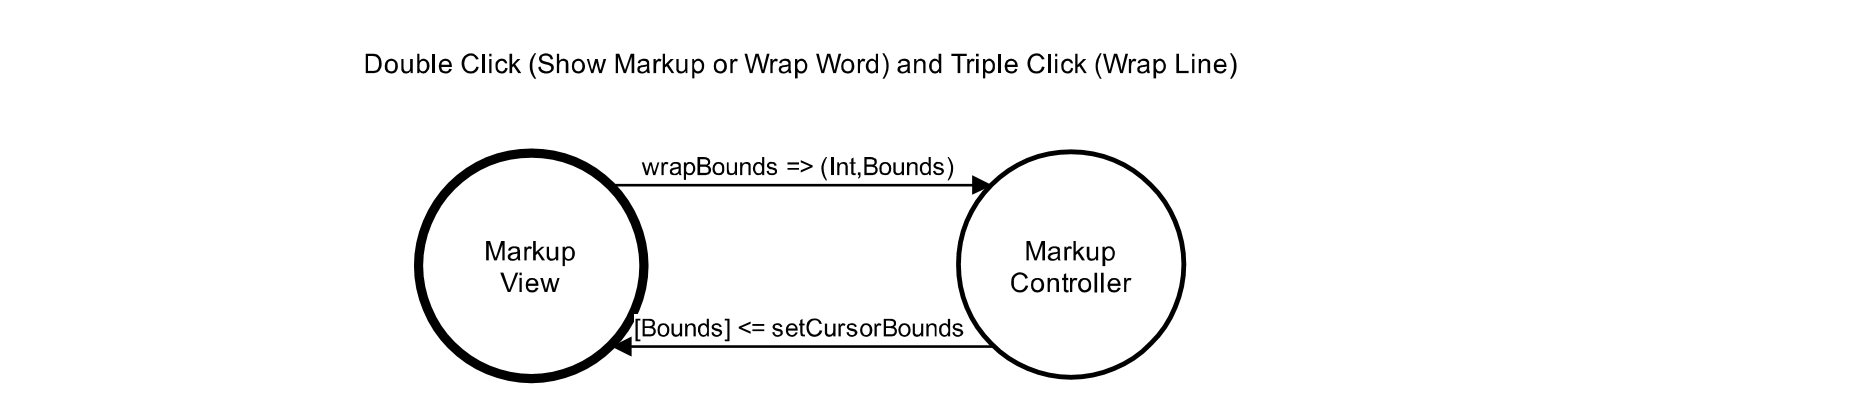 Double Click (Show Markup or Wrap Word) and Triple Click (Wrap Line)
wrapBounds => (Int,Bounds)
Markup
View
Markup
Controller
[Bounds] <= setCursorBounds